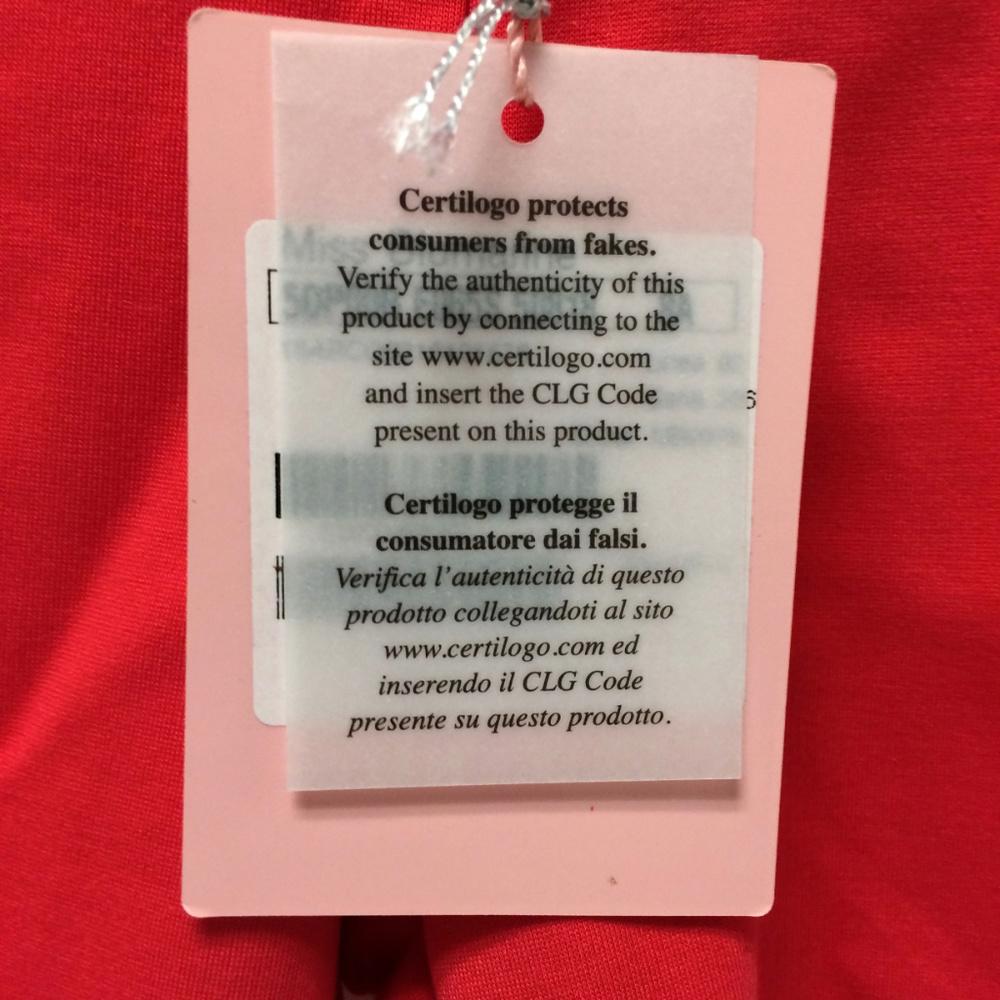 Certilogo protects
consumers from fakes.
Verify the authenticity of this
product by connecting to the
site www.certilogo.com
and insert the CLG Code
present on this product.
Certilogo protegge il
consumatore dai falsi.
Verifica l'autenticità di questo
prodotto collegandoti al sito
www.certilogo.com ed
inserendo il CLG Code
presente su questo prodotto.
Miss
6